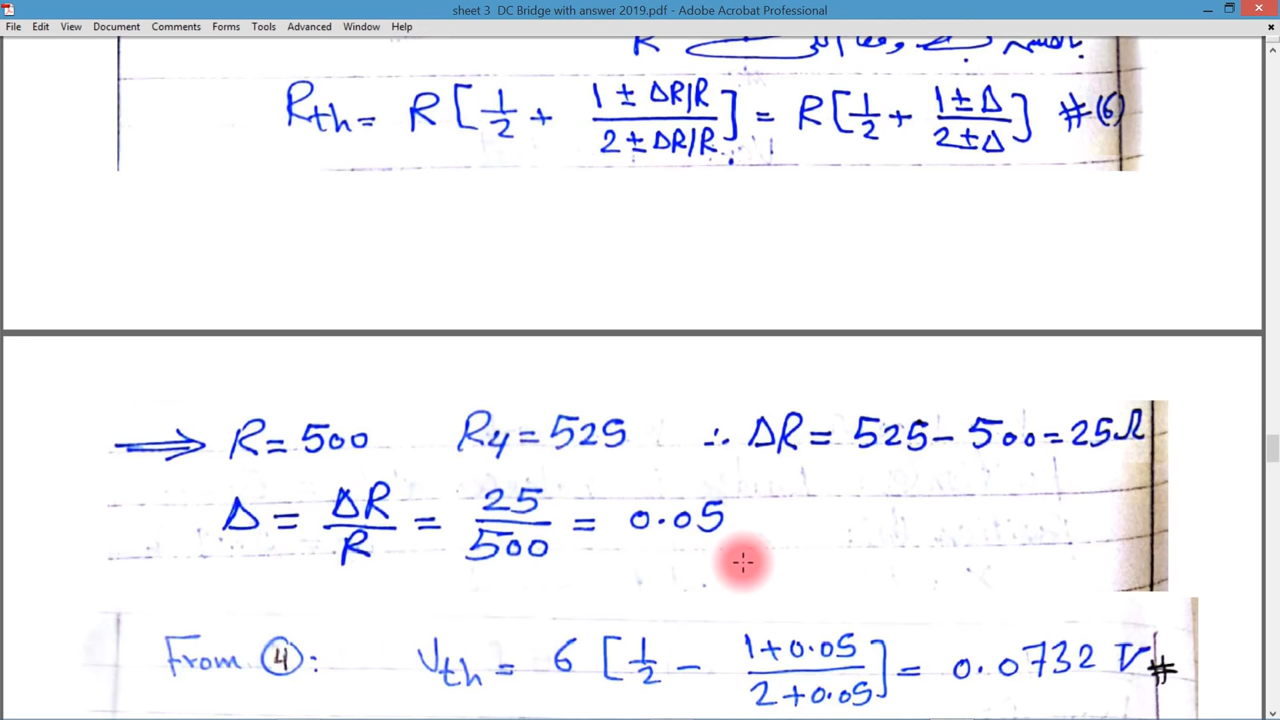 sheet 3 DC Bridge with answer 2019.pdf - Adobe Acrobat Professional
File Edit View Document Comments Forms Tools Advanced Window Help
R
Rth = R [ 1/2 + (1 ± ΔR/R)/(2 ± ΔR/R) ] = R [ 1/2 + (1 ± Δ)/(2 ± Δ) ] # (6)
⇒ R = 500 R4 = 525 ∴ ΔR = 525 - 500 = 25 Ω
Δ = ΔR/R = 25/500 = 0.05
From ④: Vth = 6 [ 1/2 - (1+0.05)/(2+0.05) ] = 0.0732 V #